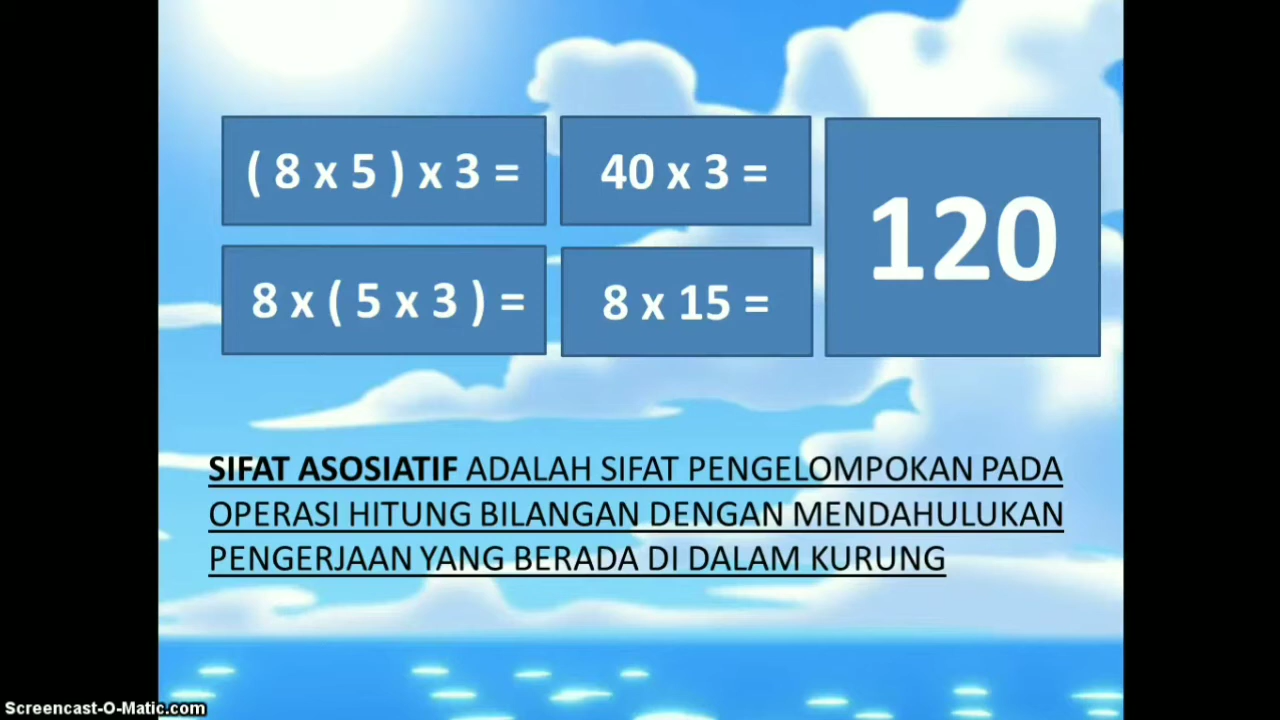 ( 8 x 5 ) x 3 = 40 x 3 =
120
8 x ( 5 x 3 ) = 8 x 15 =
SIFAT ASOSIATIF ADALAH SIFAT PENGELOMPOKAN PADA
OPERASI HITUNG BILANGAN DENGAN MENDAHULUKAN
PENGERJAAN YANG BERADA DI DALAM KURUNG
Screencast-O-Matic.com